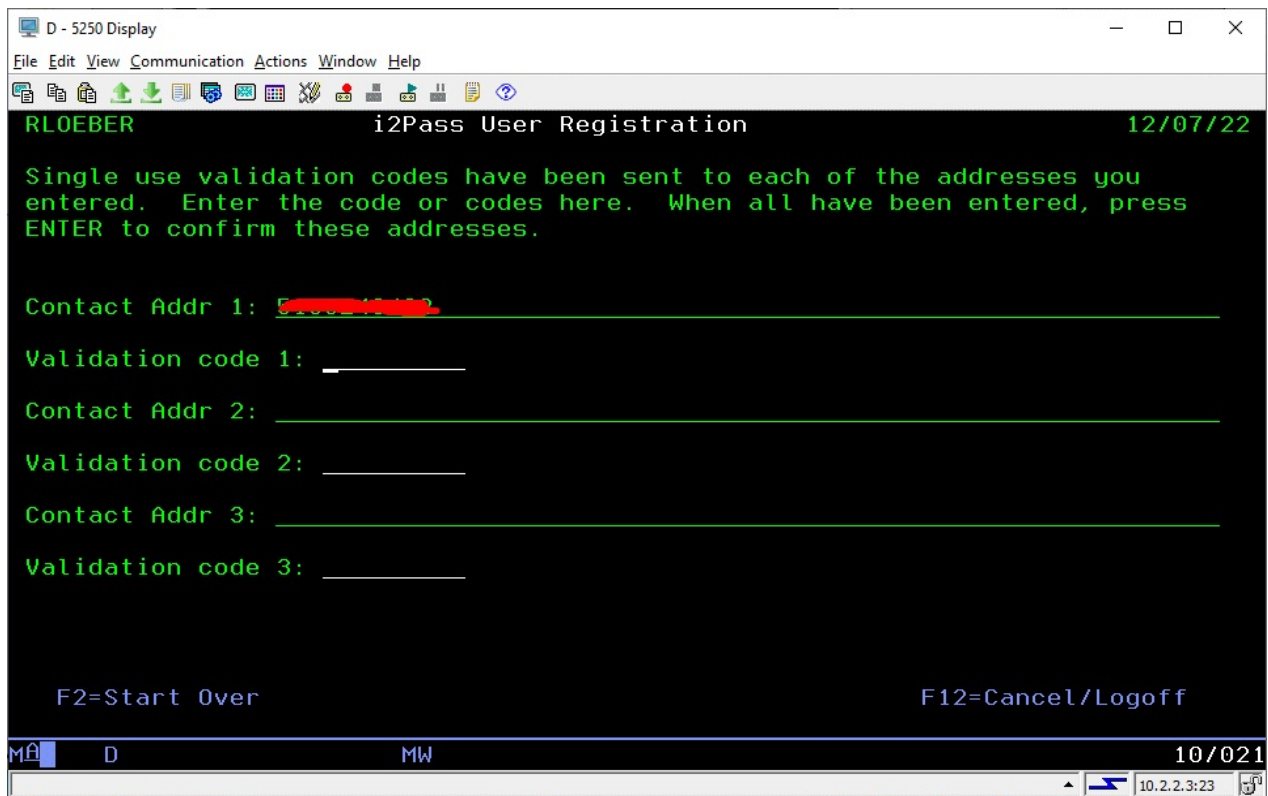 D - 5250 Display
File Edit View Communication Actions Window Help
RLOEBER i2Pass User Registration 12/07/22
Single use validation codes have been sent to each of the addresses you
entered. Enter the code or codes here. When all have been entered, press
ENTER to confirm these addresses.
Contact Addr 1:
Validation code 1:
Contact Addr 2:
Validation code 2:
Contact Addr 3:
Validation code 3:
F2=Start Over F12=Cancel/Logoff
MA D MW 10/021
10.2.2.3:23